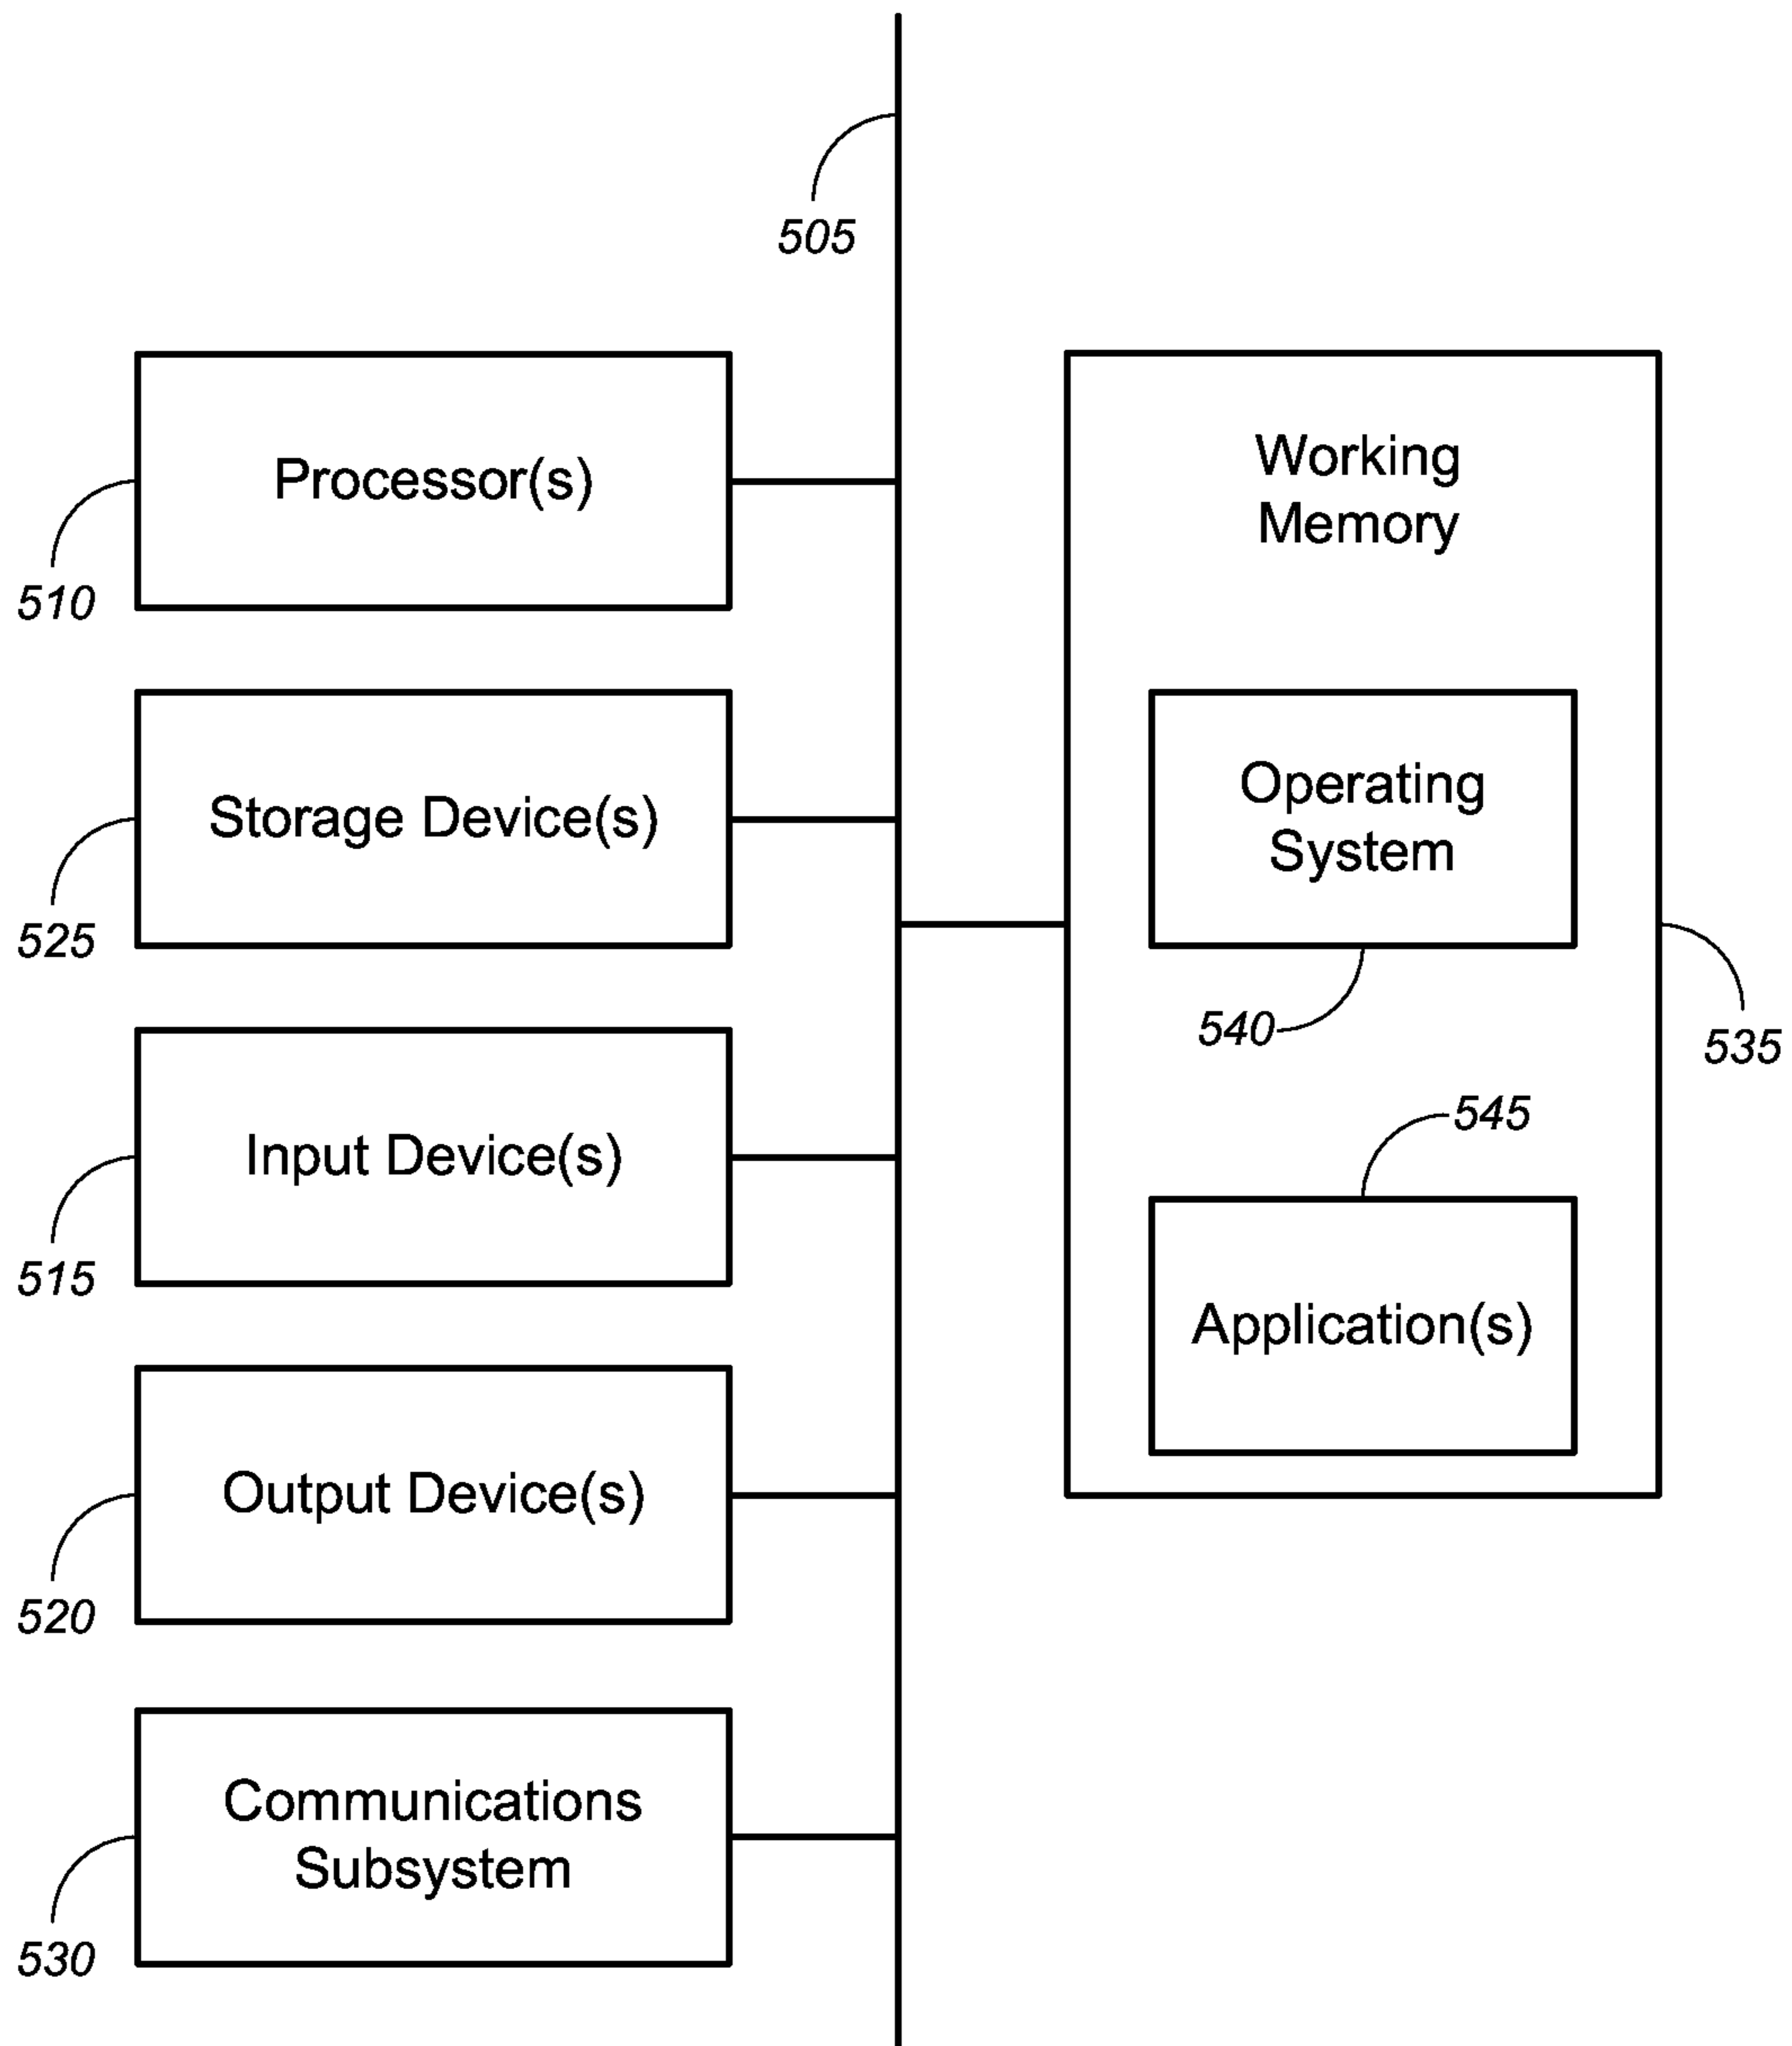 505
Processor(s)
510
Storage Device(s)
525
Input Device(s)
515
Output Device(s)
520
Communications
Subsystem
530
Working
Memory
Operating
System
540
535
545
Application(s)